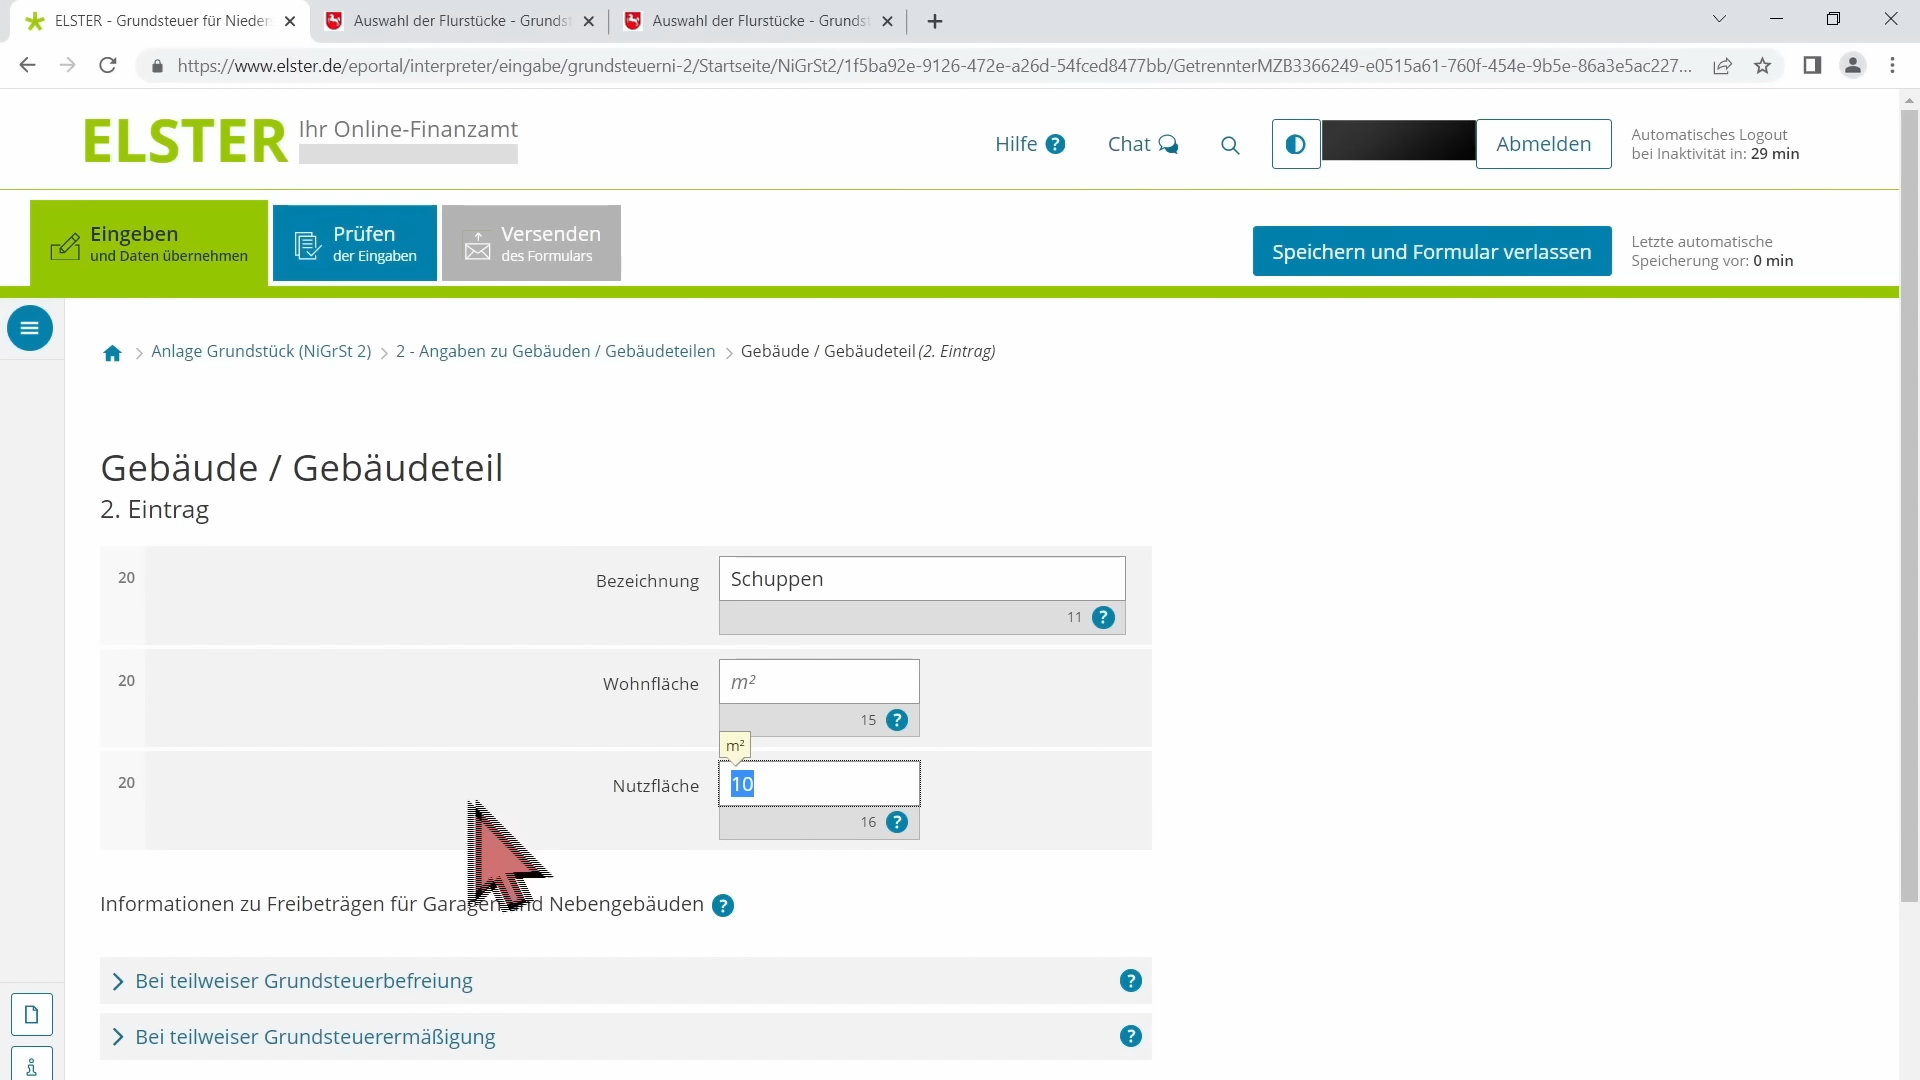 ELSTER - Grundsteuer für Nieder
Auswahl der Flurstücke - Grundst
Auswahl der Flurstücke - Grundst
https://www.elster.de/eportal/interpreter/eingabe/grundsteuerni-2/Startseite/NiGrSt2/1f5ba92e-9126-472e-a26d-54fced8477bb/GetrennterMZB3366249-e0515a61-760f-454e-9b5e-86a3e5ac227...
ELSTER
Ihr Online-Finanzamt
Hilfe ?
Chat
Abmelden
Automatisches Logout
bei Inaktivität in: 29 min
Eingeben
und Daten übernehmen
Prüfen
der Eingaben
Versenden
des Formulars
Speichern und Formular verlassen
Letzte automatische
Speicherung vor: 0 min
Anlage Grundstück (NiGrSt 2) > 2 - Angaben zu Gebäuden / Gebäudeteilen > Gebäude / Gebäudeteil (2. Eintrag)
Gebäude / Gebäudeteil
2. Eintrag
20 Bezeichnung Schuppen
11 ?
20 Wohnfläche m²
15 ?
m²
20 Nutzfläche 10
16 ?
Informationen zu Freibeträgen für Garagen und Nebengebäuden ?
Bei teilweiser Grundsteuerbefreiung ?
Bei teilweiser Grundsteuerermäßigung ?